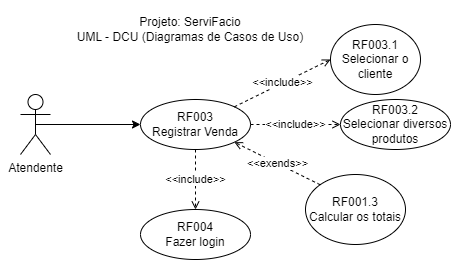 Projeto: ServiFacio
UML - DCU (Diagramas de Casos de Uso)
RF003.1
Selecionar o
cliente
<<include>>
RF003
Registrar Venda
<<include>>
RF003.2
Selecionar diversos
produtos
Atendente
<<include>>
<<exends>>
RF001.3
Calcular os totais
RF004
Fazer login